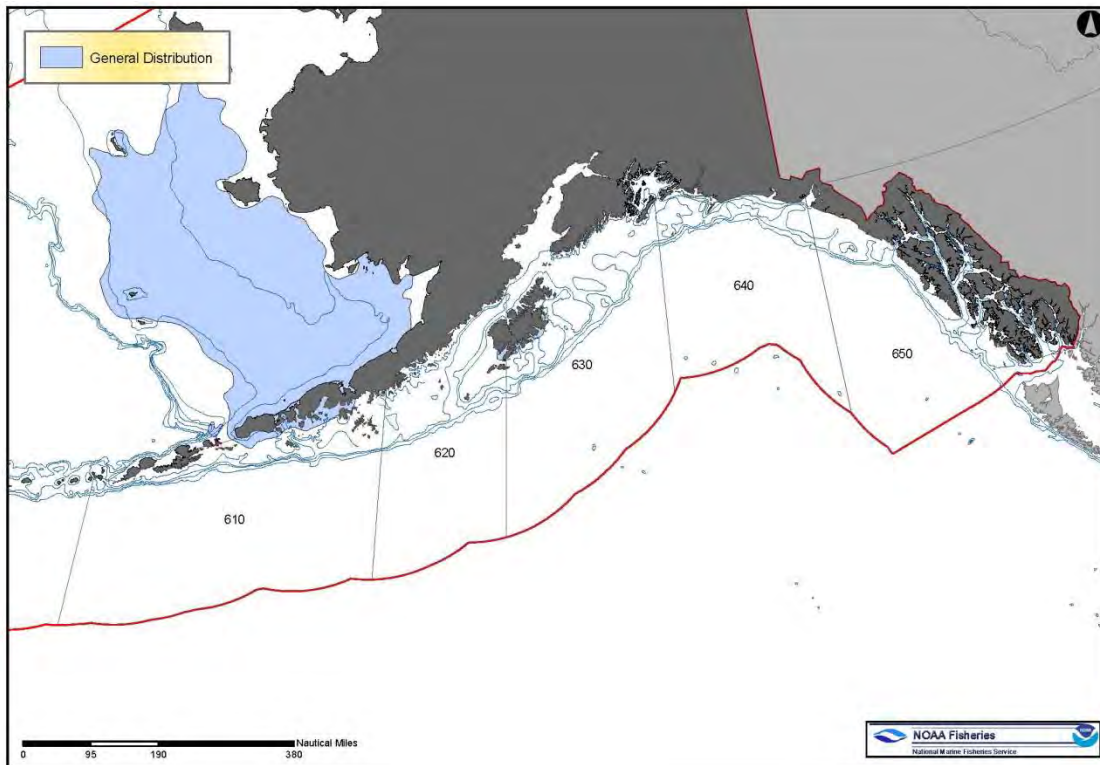 General Distribution
640
650
630
620
610
Nautical Miles
0 95 190 380
NOAA Fisheries
National Marine Fisheries Service